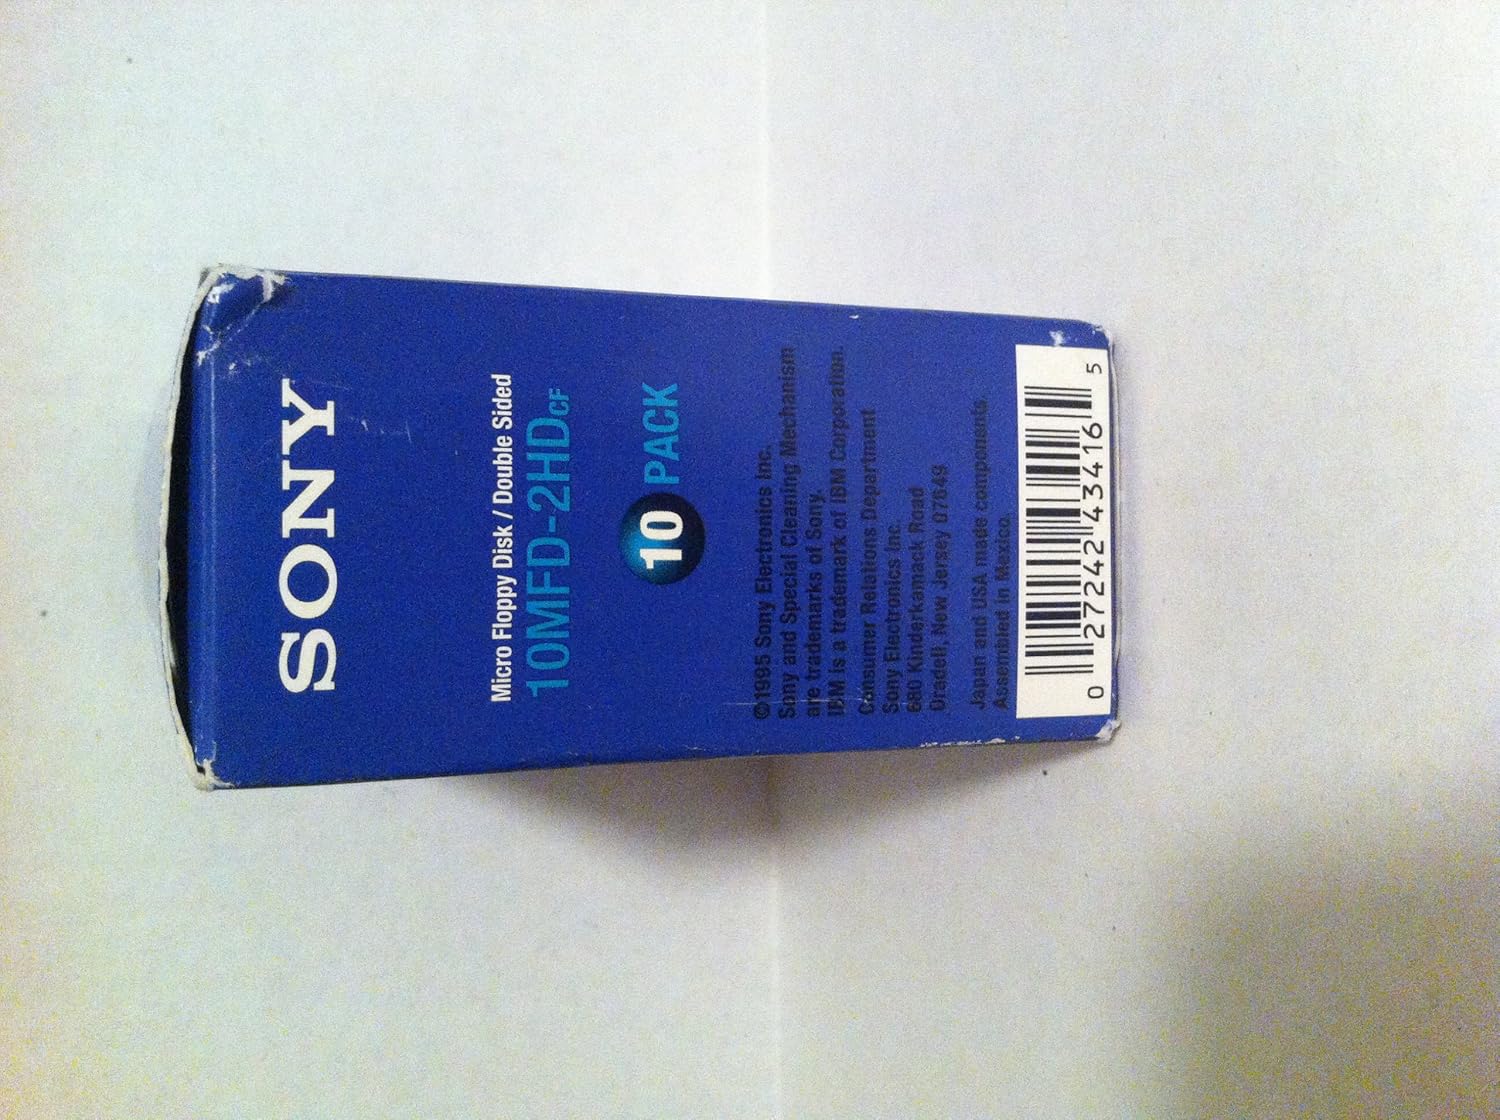 SONY
Micro Floppy Disk / Double Sided
10MFD-2HDCF
10 PACK
©1995 Sony Electronics Inc.
Sony and Special Cleaning Mechanism
are trademarks of Sony.
IBM is a trademark of IBM Corporation.
Consumer Relations Department
Sony Electronics Inc.
680 Kinderkamack Road
Oradell, New Jersey 07649
Japan and USA made components.
Assembled in Mexico.
0 27242 43416 5